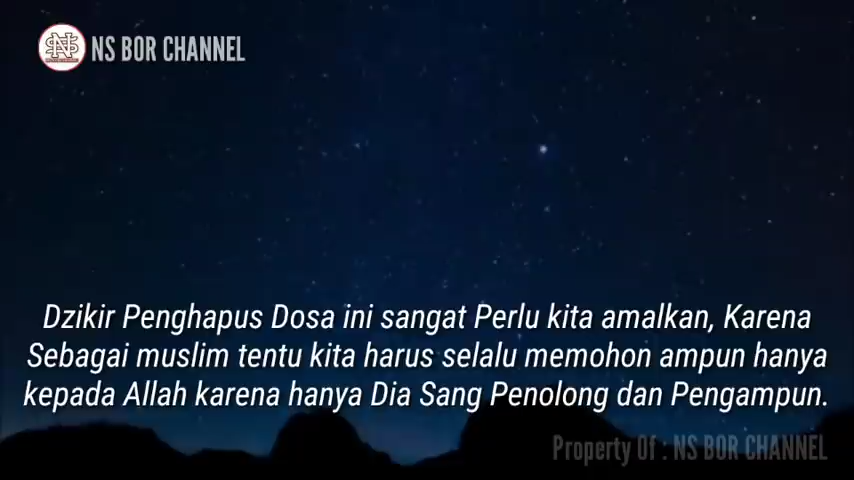 NS BOR CHANNEL
Dzikir Penghapus Dosa ini sangat Perlu kita amalkan, Karena
Sebagai muslim tentu kita harus selalu memohon ampun hanya
kepada Allah karena hanya Dia Sang Penolong dan Pengampun.
Property Of : NS BOR CHANNEL